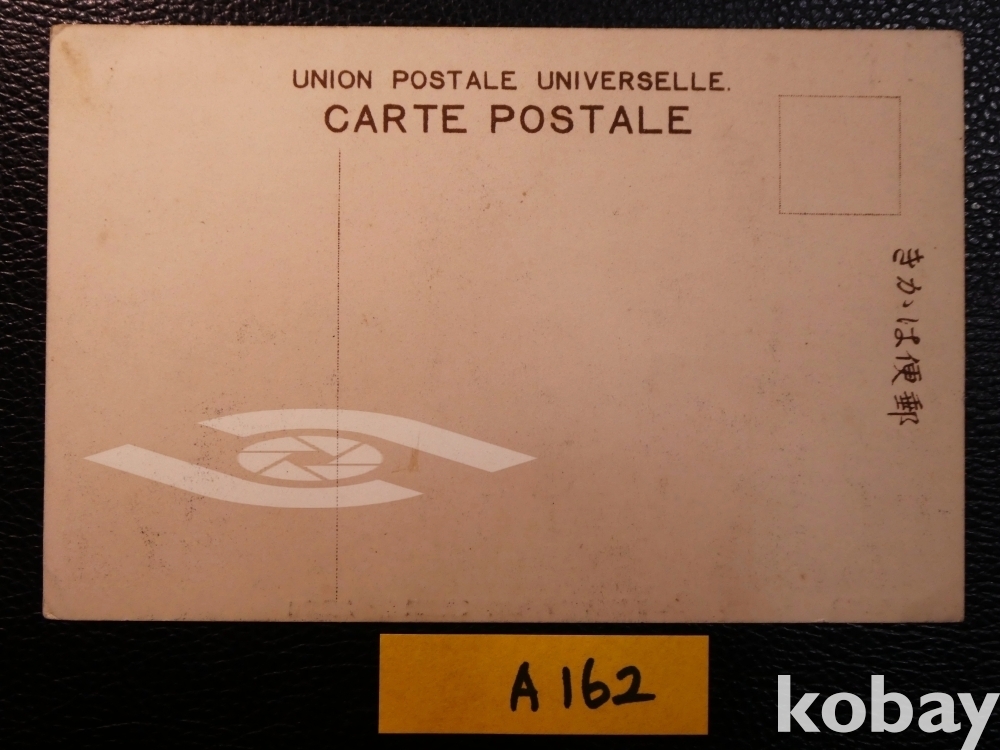 UNION POSTALE UNIVERSELLE.
CARTE POSTALE
きかは便郵
A162
kobay